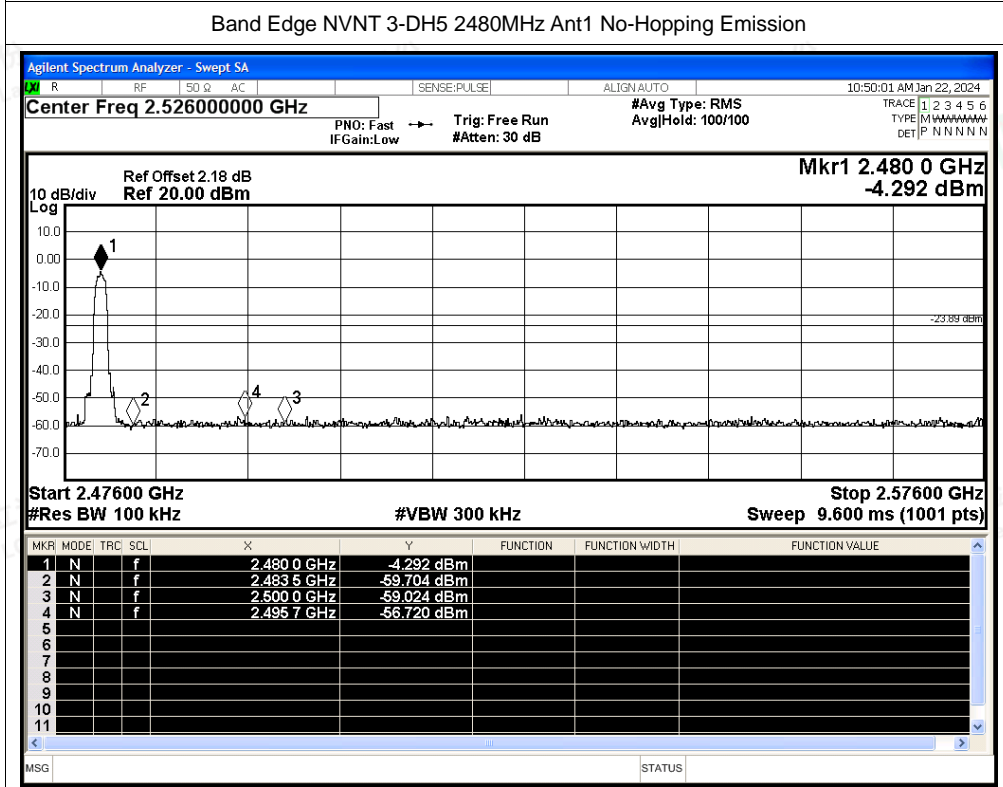 Band Edge NVNT 3-DH5 2480MHz Ant1 No-Hopping Emission
Agilent Spectrum Analyzer - Swept SA
LXI R RF 50 Ω AC SENSE:PULSE ALIGN AUTO 10:50:01 AM Jan 22, 2024
Center Freq 2.526000000 GHz #Avg Type: RMS TRACE 1 2 3 4 5 6
PNO: Fast Trig: Free Run Avg|Hold: 100/100 TYPE M WWWWW
IFGain:Low #Atten: 30 dB DET P N N N N N
Mkr1 2.480 0 GHz
Ref Offset 2.18 dB
10 dB/div Ref 20.00 dBm -4.292 dBm
Log
10.0
1
0.00
-10.0
-20.0
-23.89 dBm
-30.0
-40.0
-50.0
2 4 3
-60.0
-70.0
Start 2.47600 GHz Stop 2.57600 GHz
#Res BW 100 kHz #VBW 300 kHz Sweep 9.600 ms (1001 pts)
MKR MODE TRC SCL X Y FUNCTION FUNCTION WIDTH FUNCTION VALUE
1 N f 2.480 0 GHz -4.292 dBm
2 N f 2.483 5 GHz -59.704 dBm
3 N f 2.500 0 GHz -59.024 dBm
4 N f 2.495 7 GHz -56.720 dBm
5
6
7
8
9
10
11
MSG STATUS